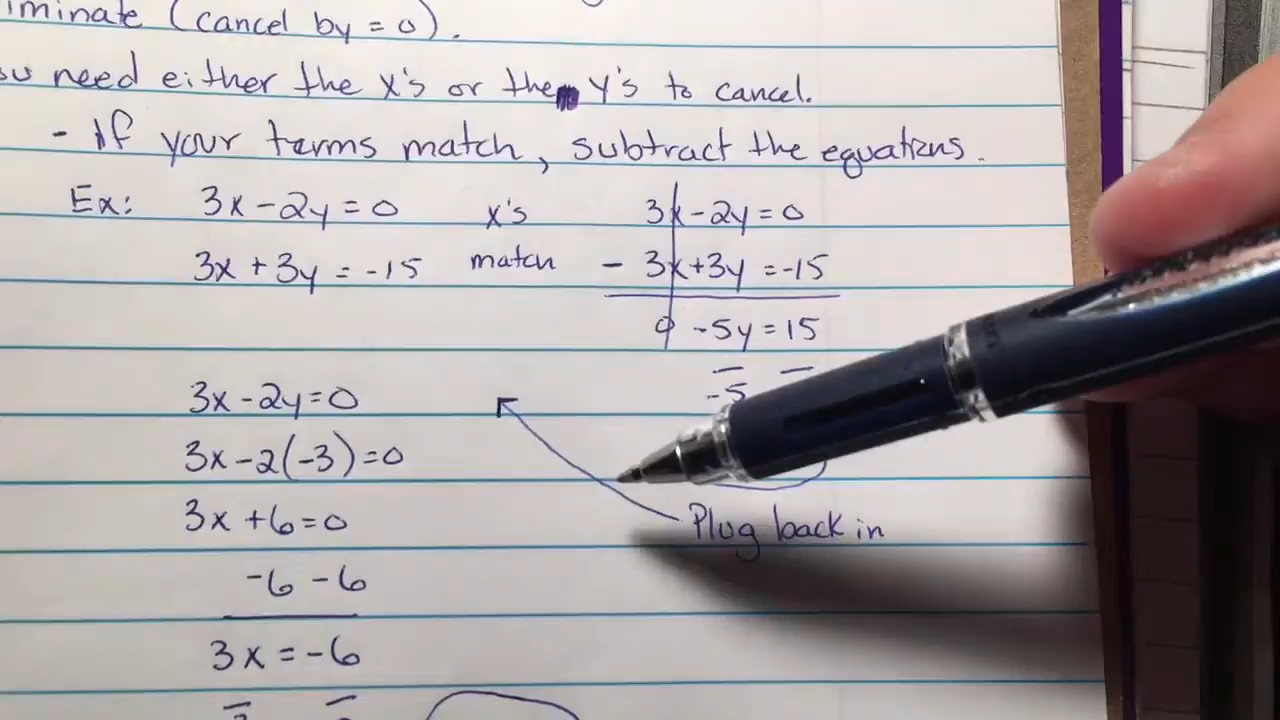 iminate (cancel by = 0).
ou need either the x's or the y's to cancel.
- If your terms match, subtract the equations.
Ex: 3x - 2y = 0 x's 3x - 2y = 0
3x + 3y = -15 match - 3x + 3y = -15
0 -5y = 15
-5
3x - 2y = 0
3x - 2(-3) = 0
3x + 6 = 0
Plug back in
-6 -6
3x = -6